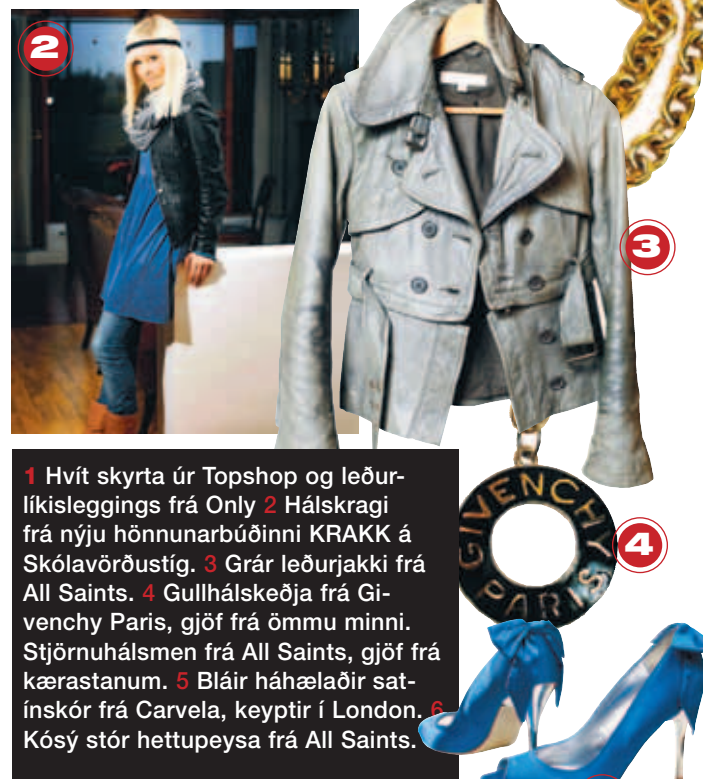 2
3
GIVENCHY
PARIS
4
1 Hvít skyrta úr Topshop og leður-
líkisleggings frá Only 2 Hálskragi
frá nýju hönnunarbúðinni KRAKK á
Skólavörðustíg. 3 Grár leðurjakki frá
All Saints. 4 Gullhálskeðja frá Gi-
venchy Paris, gjöf frá ömmu minni.
Stjörnuhálsmen frá All Saints, gjöf frá
kærastanum. 5 Bláir háhælaðir sat-
ínskór frá Carvela, keyptir í London. 6
Kósý stór hettupeysa frá All Saints.